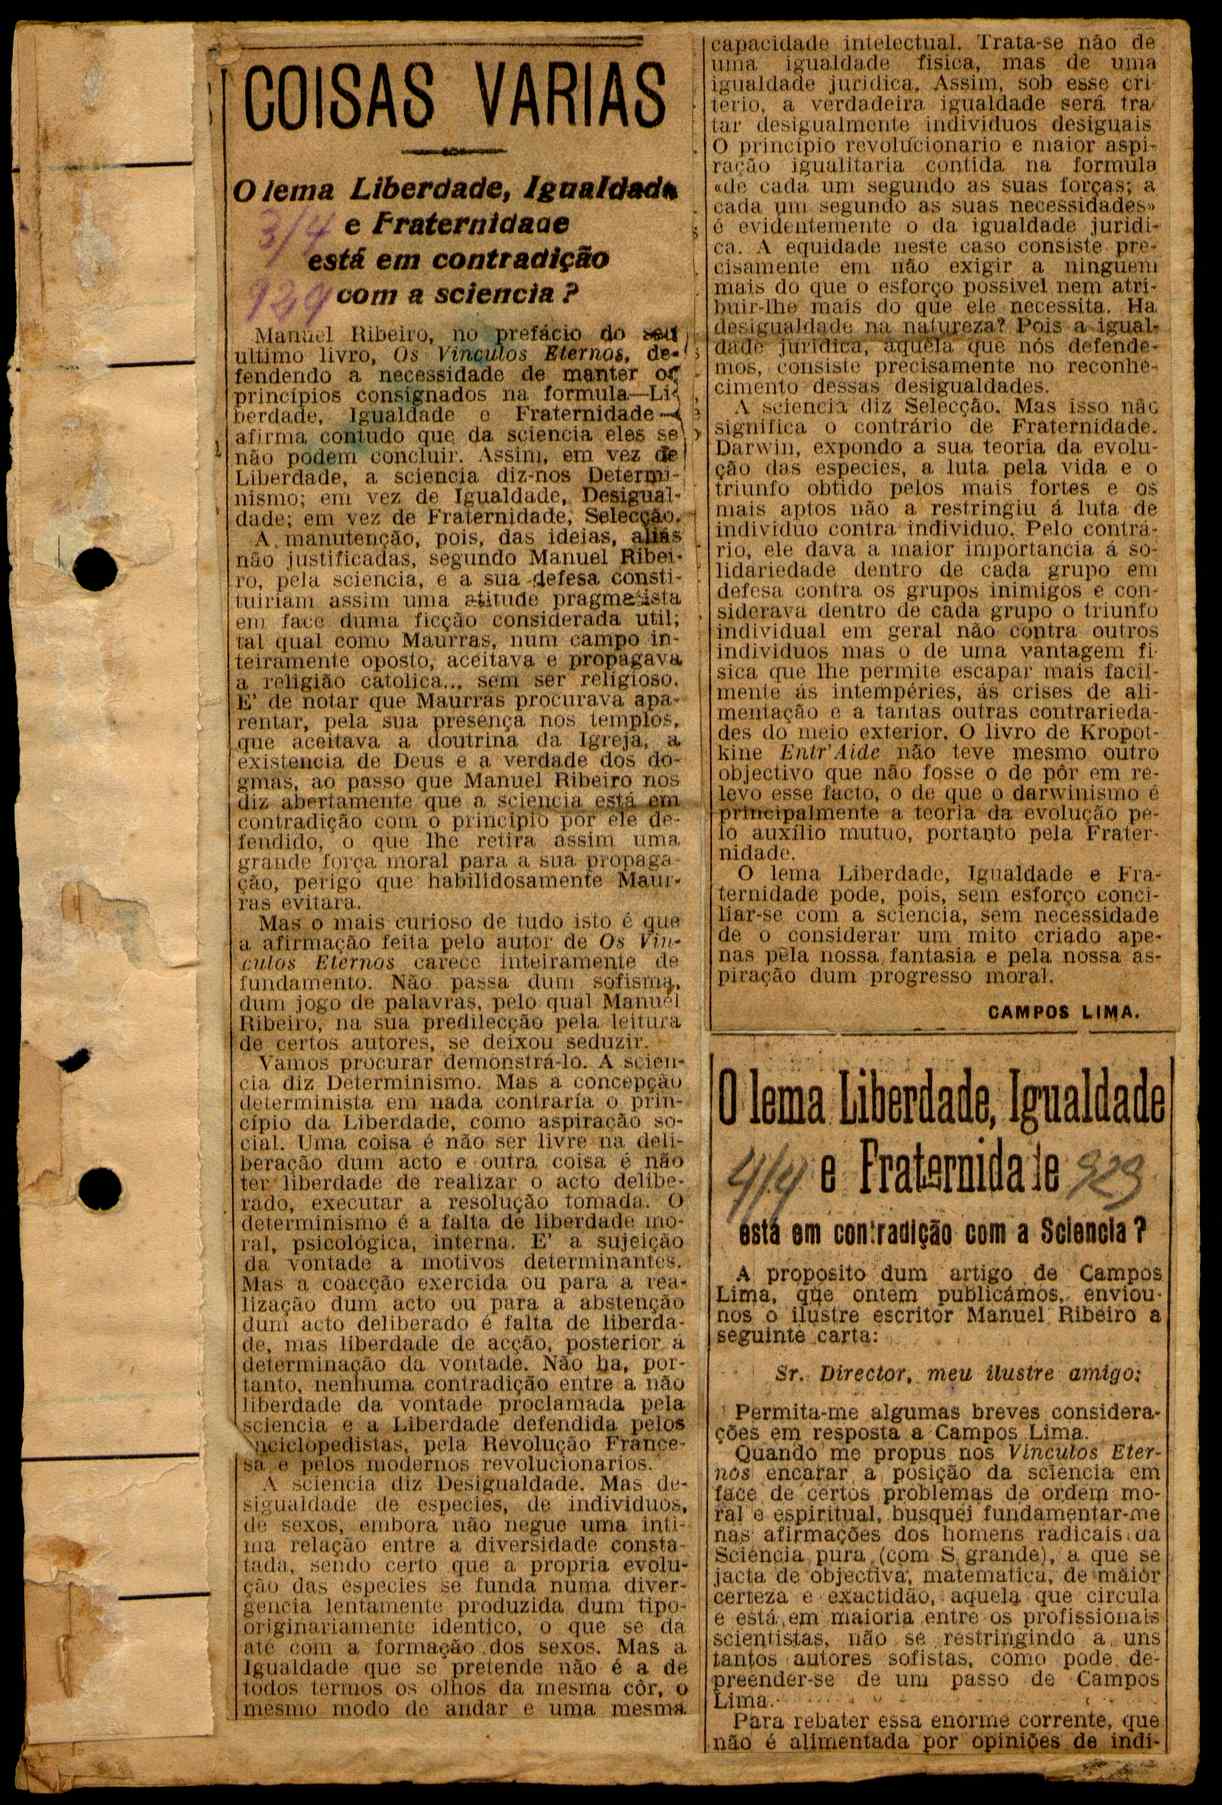 COISAS VARIAS
O lema Liberdade, Igualdade
e Fraternidade
está em contradição
com a sciencia?
3/4
929
Manuel Ribeiro, no prefácio do seu
ultimo livro, Os Vinculos Eternos, de-
fendendo a necessidade de manter os
princípios consignados na formula—Li-
berdade, Igualdade e Fraternidade—
afirma contudo que da sciencia eles se
não podem concluir. Assim, em vez de
Liberdade, a sciencia diz-nos Determi-
nismo; em vez de Igualdade, Desigual-
dade; em vez de Fraternidade, Selecção.
A manutenção, pois, das ideias, aliás
não justificadas, segundo Manuel Ribei-
ro, pela sciencia, e a sua defesa consti-
tuiriam assim uma atitude pragmatista
em face duma ficção considerada util;
tal qual como Maurras, num campo in-
teiramente oposto, aceitava e propagava
a religião catolica... sem ser religioso.
E' de notar que Maurras procurava apa-
rentar, pela sua presença nos templos,
que aceitava a doutrina da Igreja, a
existencia de Deus e a verdade dos do-
gmas, ao passo que Manuel Ribeiro nos
diz abertamente que a sciencia está em
contradição com o principio por ele de-
fendido, o que lhe retira assim uma
grande força moral para a sua propaga-
ção, perigo que habilidosamente Maur-
ras evitara.
Mas o mais curioso de tudo isto é que
a afirmação feita pelo autor de Os Vin-
culos Eternos carece inteiramente de
fundamento. Não passa dum sofisma,
dum jogo de palavras, pelo qual Manuel
Ribeiro, na sua predilecção pela leitura
de certos autores, se deixou seduzir.
Vamos procurar demonstrá-lo. A scien-
cia diz Determinismo. Mas a concepção
determinista em nada contraría o prin-
cípio da Liberdade, como aspiração so-
cial. Uma coisa é não ser livre na deli-
beração dum acto e outra coisa é não
ter liberdade de realizar o acto delibe-
rado, executar a resolução tomada. O
determinismo é a falta de liberdade mo-
ral, psicológica, interna. E' a sujeição
da vontade a motivos determinantes.
Mas a coacção exercida ou para a rea-
lização dum acto ou para a abstenção
dum acto deliberado é falta de liberda-
de, mas liberdade de acção, posterior á
determinação da vontade. Não ha, por-
tanto, nenhuma contradição entre a não
liberdade da vontade proclamada pela
sciencia e a Liberdade defendida pelos
nciclopedistas, pela Revolução France-
sa e pelos modernos revolucionarios.
A sciencia diz Desigualdade. Mas de-
sigualdade de especies, de individuos,
de sexos, embora não negue uma inti-
ma relação entre a diversidade consta-
tada, sendo certo que a propria evolu-
ção das especies se funda numa diver-
gencia lentamente produzida dum tipo
originariamente identico, o que se da
até com a formação dos sexos. Mas a
Igualdade que se pretende não é a de
todos termos os olhos da mesma côr, o
mesmo modo de andar e uma mesma
capacidade intelectual. Trata-se não de
uma igualdade fisica, mas de uma
igualdade juridica. Assim, sob esse cri-
terio, a verdadeira igualdade será tra-
tar desigualmente individuos desiguais
O princípio revolucionario e maior aspi-
ração igualitaria contida na formula
«de cada um segundo as suas forças; a
cada um segundo as suas necessidades»
é evidentemente o da igualdade juridi-
ca. A equidade neste caso consiste pre-
cisamente em não exigir a ninguem
mais do que o esforço possivel nem atri-
buir-lhe mais do que ele necessita. Ha
desigualdade na natureza? Pois a igual-
dade juridica, aquela que nós defende-
mos, consiste precisamente no reconhe-
cimento dessas desigualdades.
A sciencia diz Selecção. Mas isso não
significa o contrário de Fraternidade.
Darwin, expondo a sua teoria da evolu-
ção das especies, a luta pela vida e o
triunfo obtido pelos mais fortes e os
mais aptos não a restringiu á luta de
individuo contra individuo. Pelo contra-
rio, ele dava a maior importancia á so-
lidariedade dentro de cada grupo em
defesa contra os grupos inimigos e con-
siderava dentro de cada grupo o triunfo
individual em geral não contra outros
individuos mas o de uma vantagem fi-
sica que lhe permite escapar mais facil-
mente ás intempéries, ás crises de ali-
mentação e a tantas outras contrarieda-
des do meio exterior. O livro de Kropot-
kine Entr'Aide não teve mesmo outro
objectivo que não fosse o de pôr em re-
levo esse facto, o de que o darwinismo é
principalmente a teoria da evolução pe-
lo auxílio mutuo, portanto pela Frater-
nidade.
O lema Liberdade, Igualdade e Fra-
ternidade pode, pois, sem esforço conci-
liar-se com a sciencia, sem necessidade
de o considerar um mito criado ape-
nas pela nossa fantasia e pela nossa as-
piração dum progresso moral.
CAMPOS LIMA.
O lema Liberdade, Igualdade
e Fraternidade
4/4 929
está em contradição com a Sciencia?
A proposito dum artigo de Campos
Lima, que ontem publicámos, enviou-
nos o ilustre escritor Manuel Ribeiro a
seguinte carta:
Sr. Director, meu ilustre amigo:
Permita-me algumas breves considera-
ções em resposta a Campos Lima.
Quando me propus nos Vinculos Eter-
nos encarar a posição da sciencia em
face de certos problemas de ordem mo-
ral e espiritual, busquei fundamentar-me
nas afirmações dos homens radicais da
Sciencia pura (com S grande), a que se
jacta de objectiva, matematica, de maiór
certeza e exactidão, aquela que circula
e está em maioria entre os profissionais
scientistas, não se restringindo a uns
tantos autores sofistas, como pode de-
preender-se de um passo de Campos
Lima.
Para rebater essa enorme corrente, que
não é alimentada por opiniões de indi-